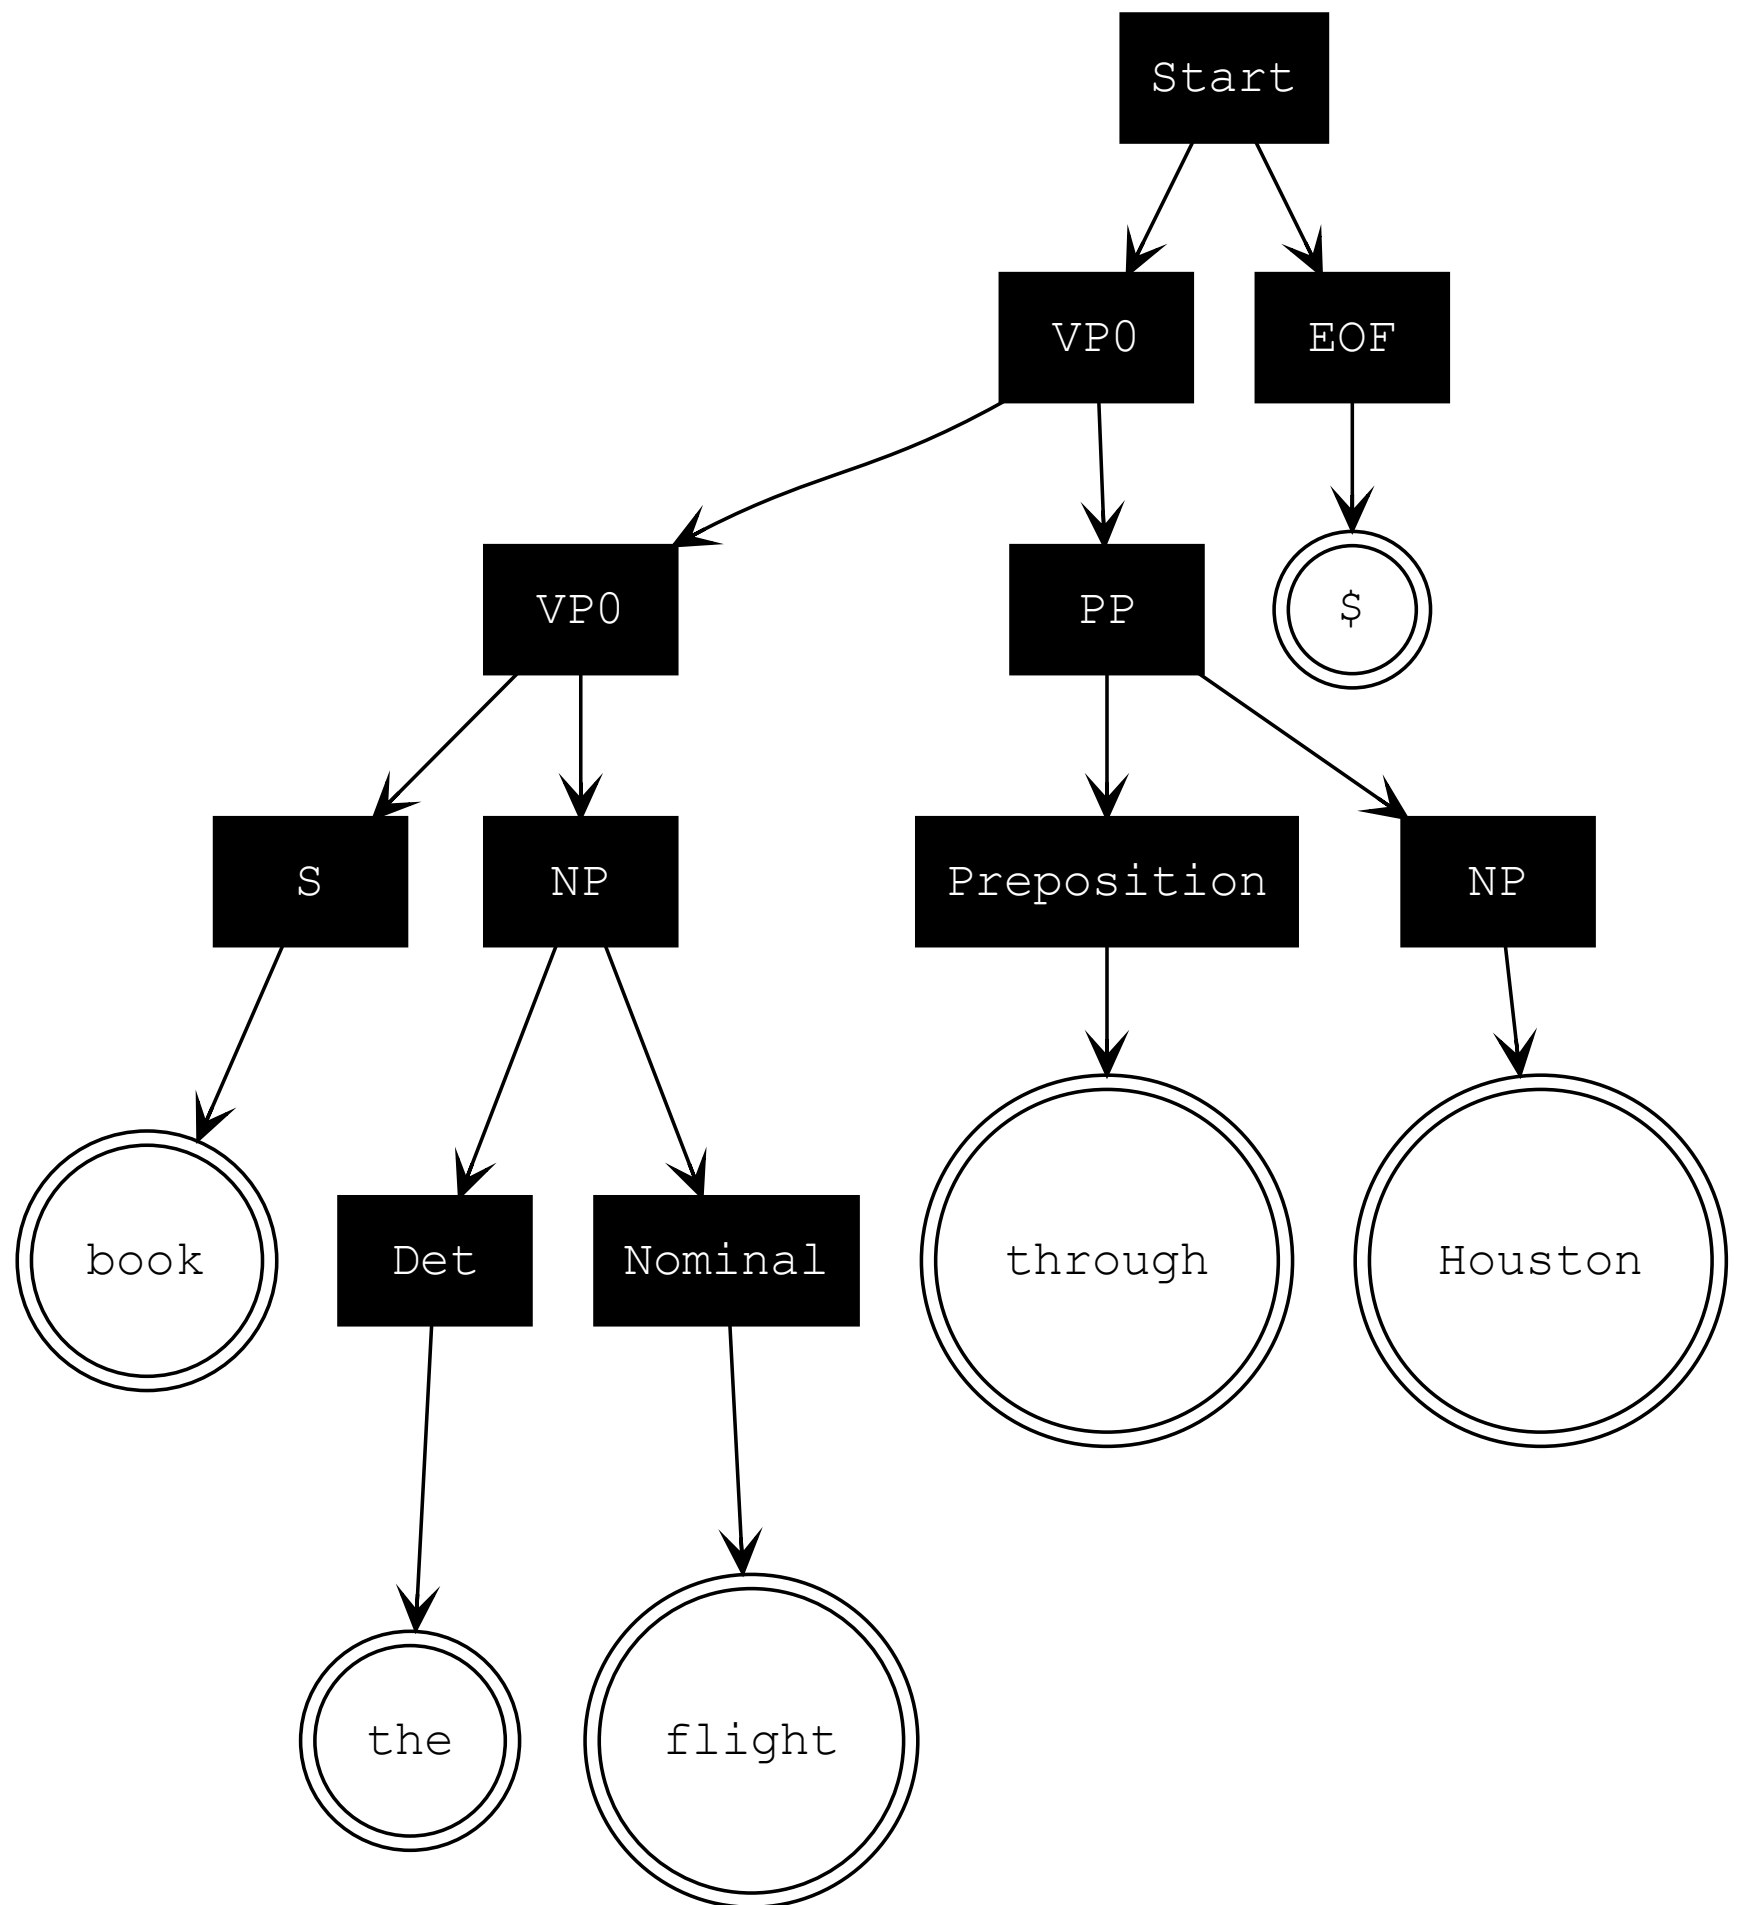 Start
VP0 EOF
VP0 PP $
S NP Preposition NP
book Det Nominal through Houston
the flight